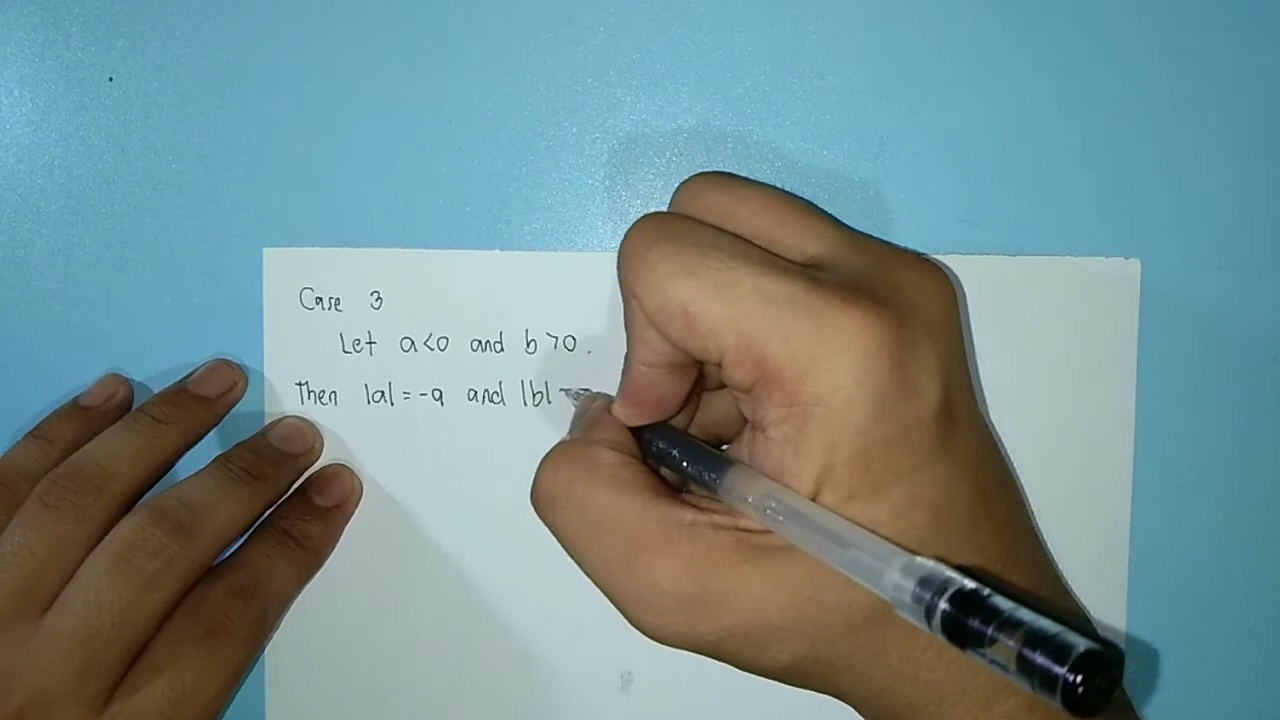 Case 3
Let a<0 and b>0.
Then |a|=-a and |b| =